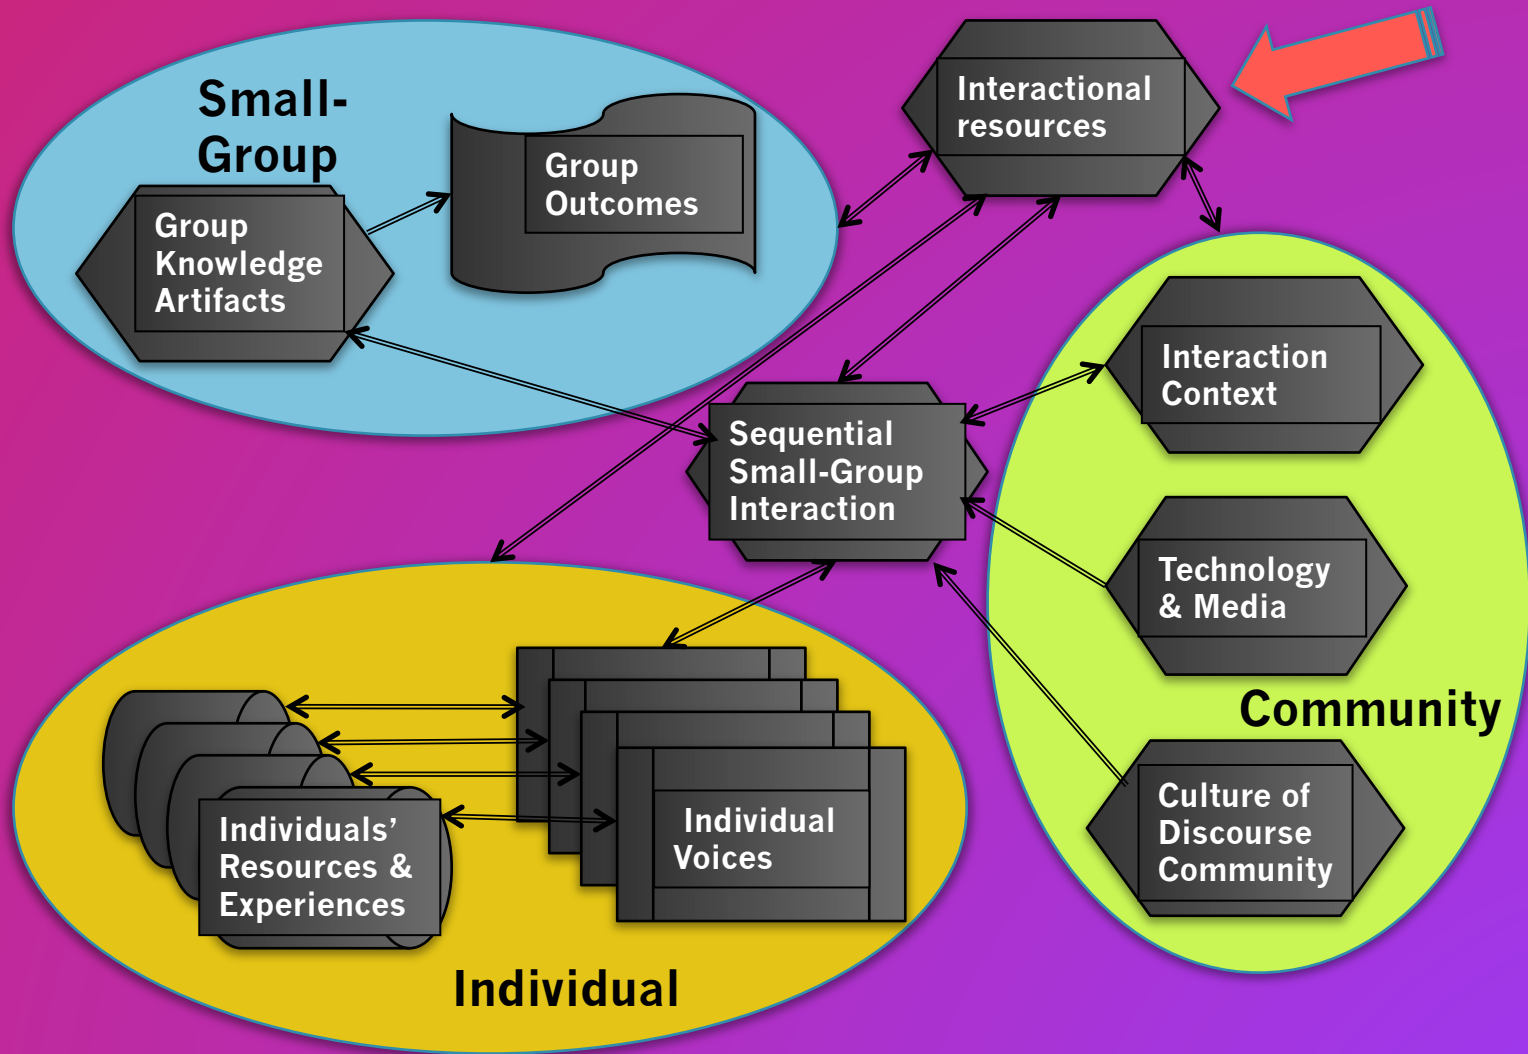 Small-
Group
Group
Outcomes
Group
Knowledge
Artifacts
Interactional
resources
Sequential
Small-Group
Interaction
Interaction
Context
Technology
& Media
Community
Culture of
Discourse
Community
Individuals’
Resources &
Experiences
Individual
Voices
Individual